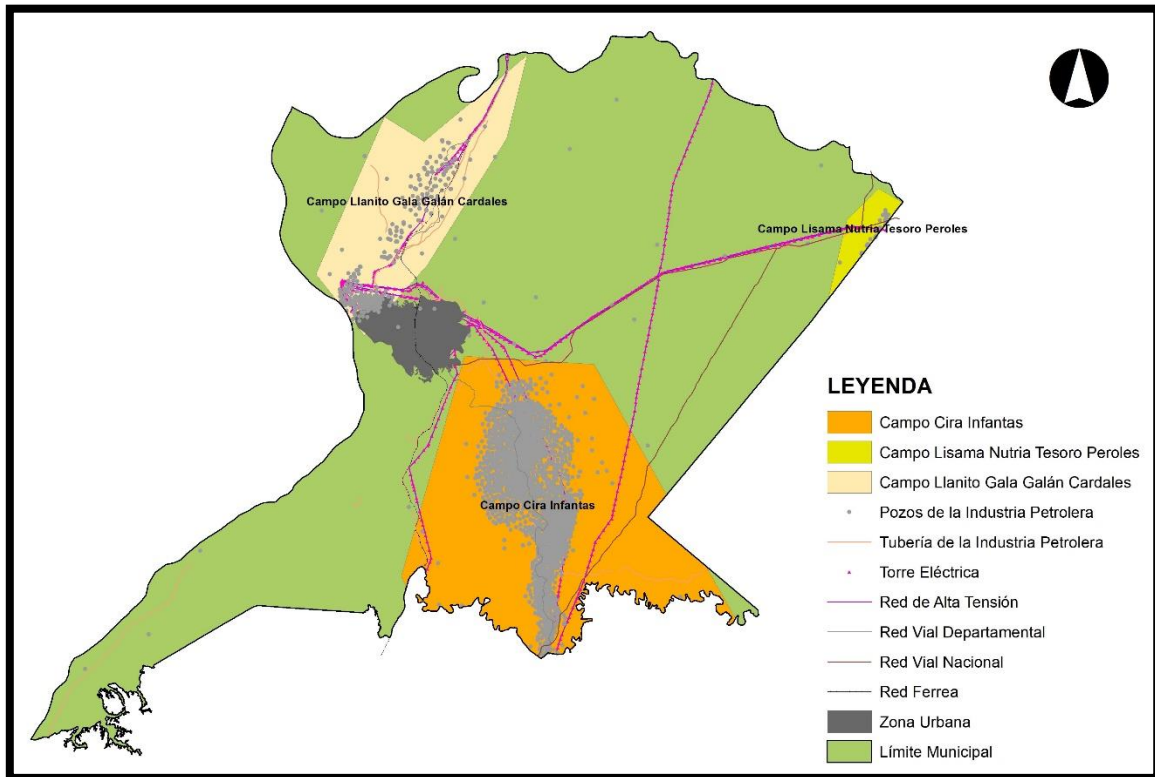 Campo Llanito Gala Galán Cardales
Campo Lisama Nutria Tesoro Peroles
Campo Cira Infantas
LEYENDA
Campo Cira Infantas
Campo Lisama Nutria Tesoro Peroles
Campo Llanito Gala Galán Cardales
Pozos de la Industria Petrolera
Tubería de la Industria Petrolera
Torre Eléctrica
Red de Alta Tensión
Red Vial Departamental
Red Vial Nacional
Red Ferrea
Zona Urbana
Límite Municipal